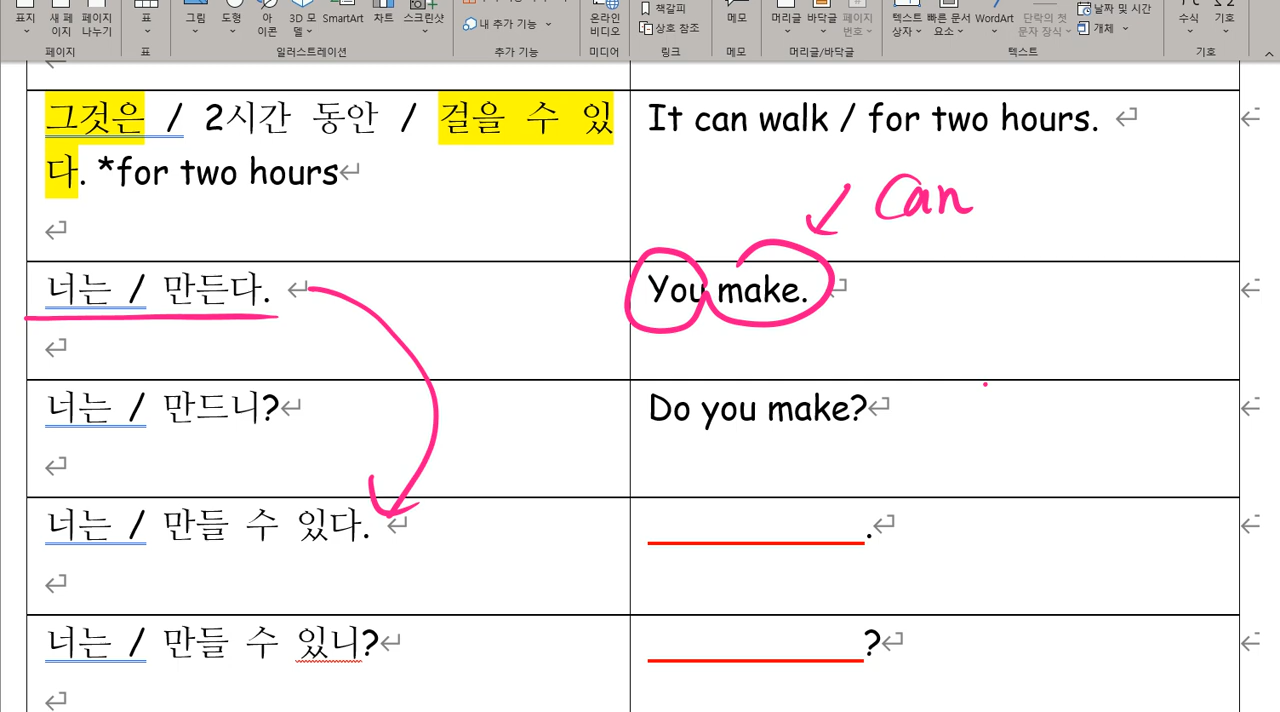 표지 새 페이지 페이지 나누기 표 그림 도형 아이콘 3D 모델 SmartArt 차트 스크린샷 내 추가 기능 온라인 비디오 책갈피 상호 참조 메모 머리글 바닥글 페이지 번호 텍스트 상자 빠른 문서 요소 WordArt 단락의 첫 문자 장식 날짜 및 시간 개체 수식 기호
페이지 표 일러스트레이션 추가 기능 미디어 링크 메모 머리글/바닥글 텍스트 기호
그것은 / 2시간 동안 / 걸을 수 있
다. *for two hours
It can walk / for two hours.
can
너는 / 만든다.
You make.
너는 / 만드니?
Do you make?
너는 / 만들 수 있다.
.
너는 / 만들 수 있니?
?